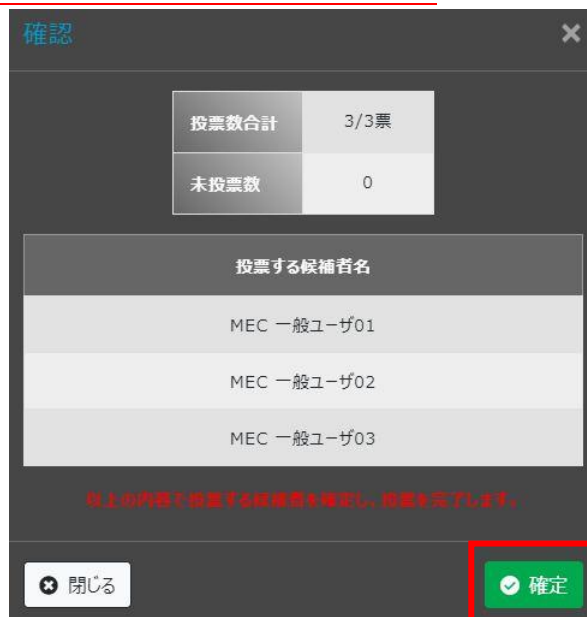 確認
×
投票数合計 3/3票
未投票数 0
投票する候補者名
MEC 一般ユーザ01
MEC 一般ユーザ02
MEC 一般ユーザ03
以上の内容で投票する候補者を確定し、投票を完了します。
閉じる 確定